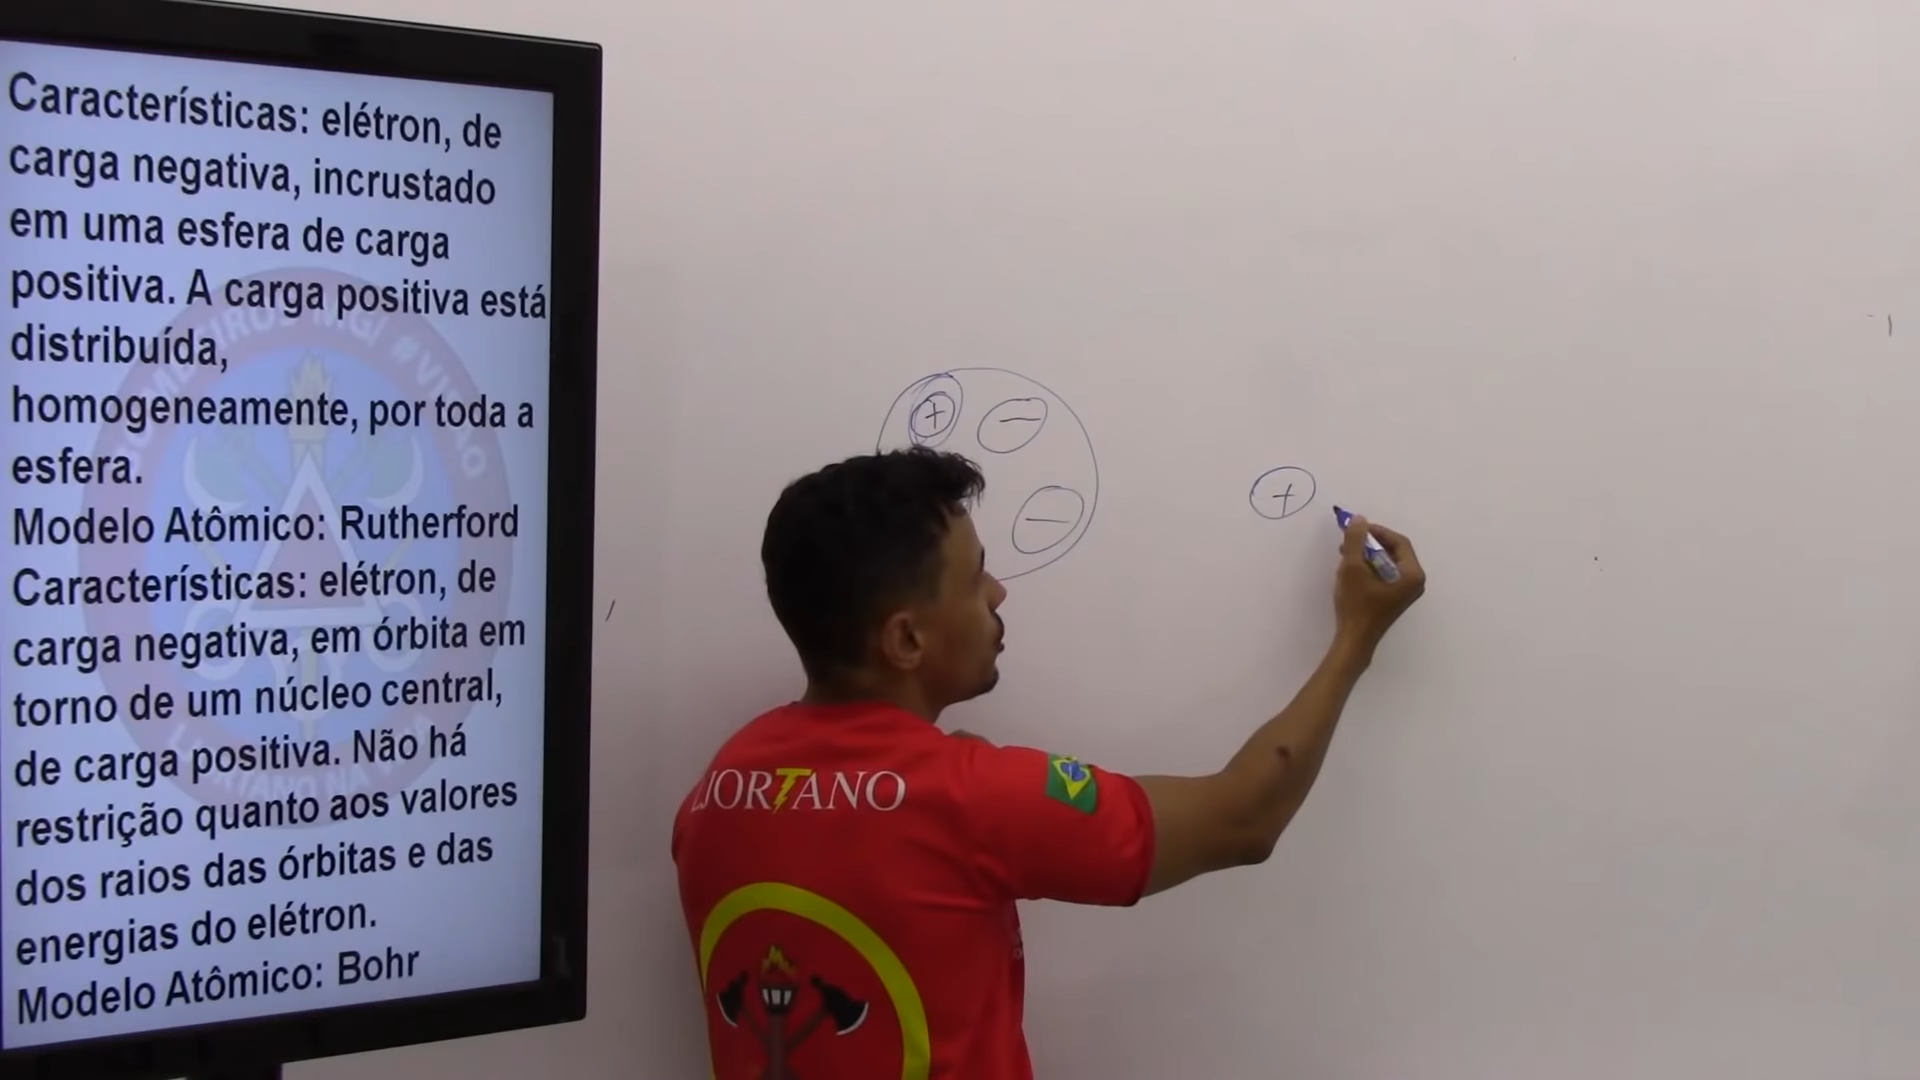 Características: elétron, de
carga negativa, incrustado
em uma esfera de carga
positiva. A carga positiva está
distribuída,
homogeneamente, por toda a
esfera.
Modelo Atômico: Rutherford
Características: elétron, de
carga negativa, em órbita em
torno de um núcleo central,
de carga positiva. Não há
restrição quanto aos valores
dos raios das órbitas e das
energias do elétron.
Modelo Atômico: Bohr
+ −
−
+
LJORTANO